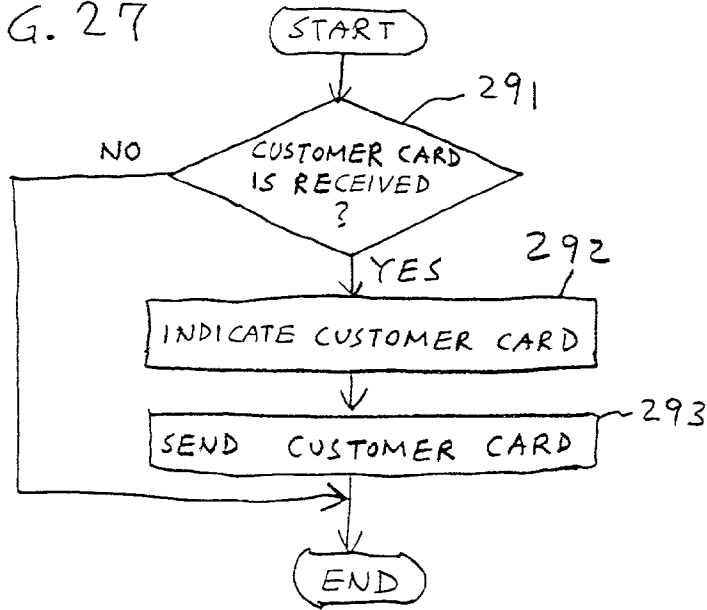 G. 27
START
291
CUSTOMER CARD
IS RECEIVED
?
NO
YES
292
INDICATE CUSTOMER CARD
293
SEND CUSTOMER CARD
END